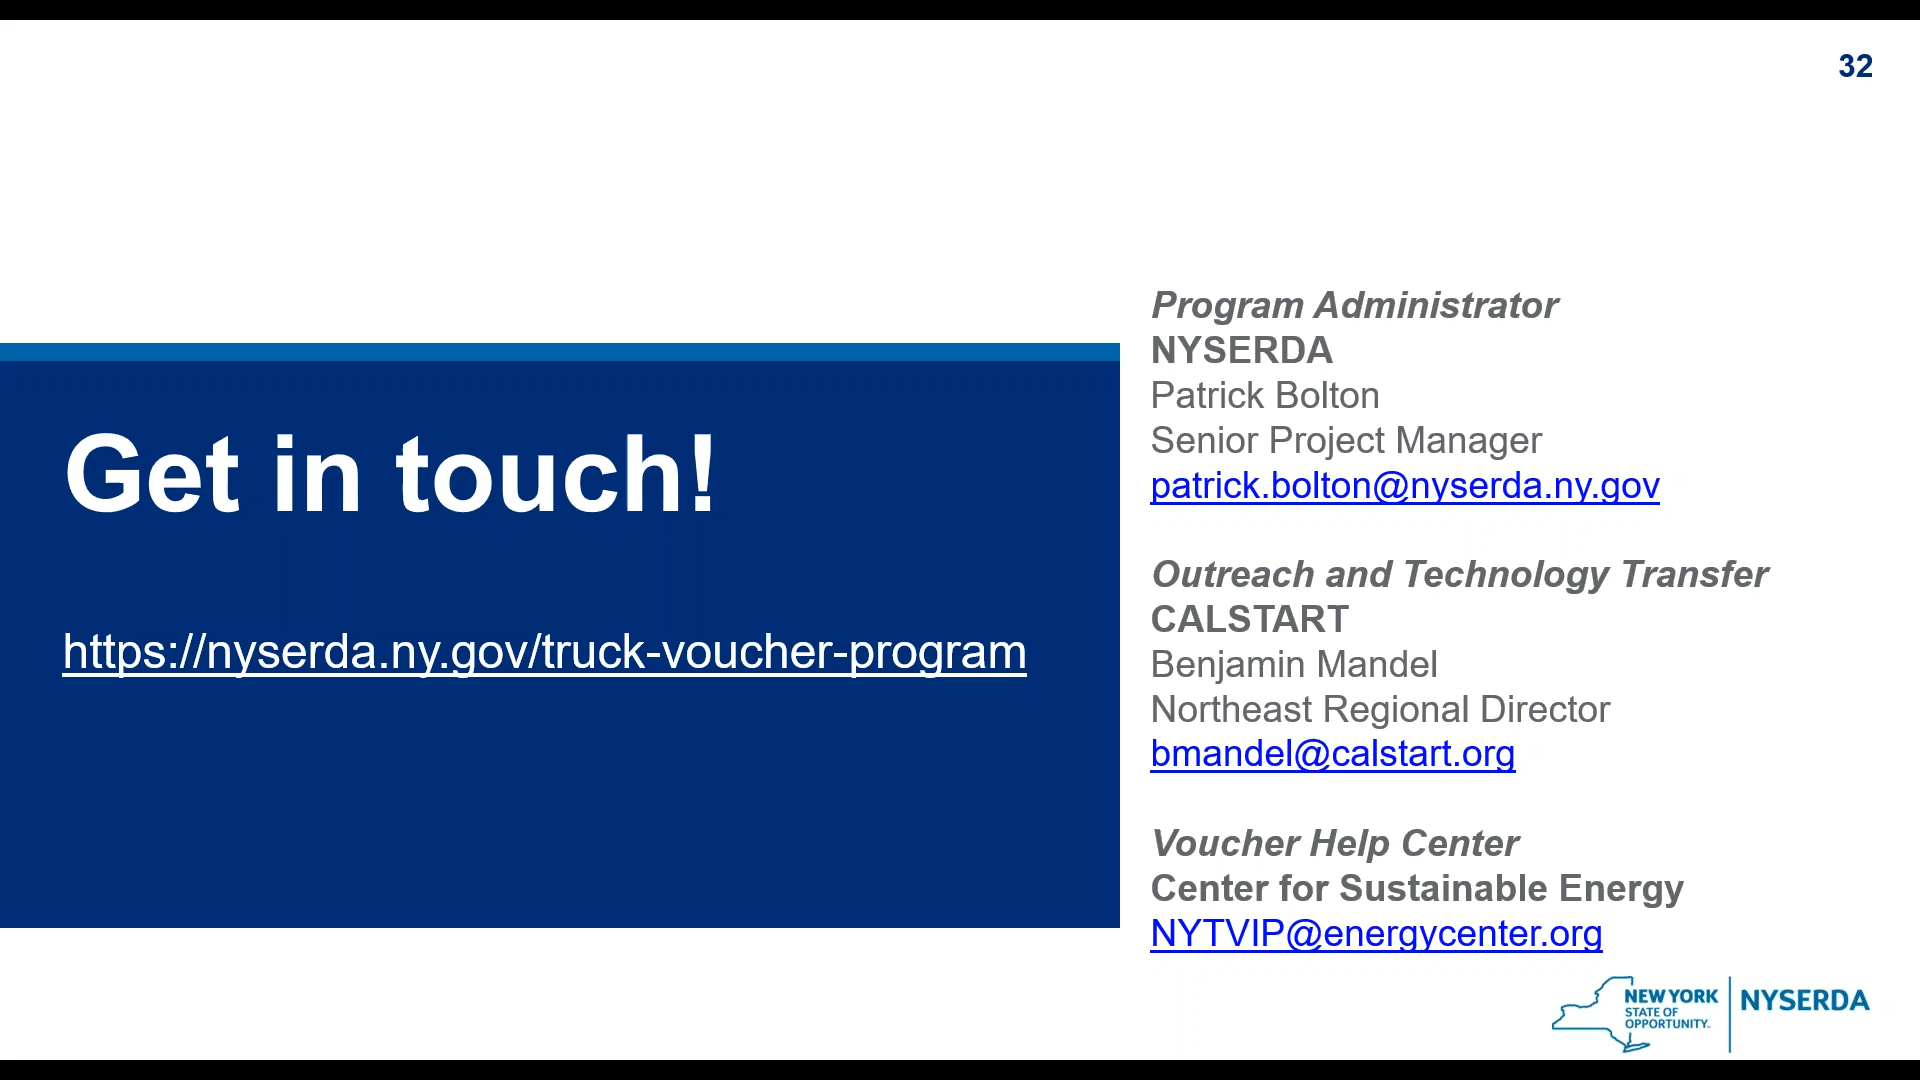 32
Get in touch!
https://nyserda.ny.gov/truck-voucher-program
Program Administrator
NYSERDA
Patrick Bolton
Senior Project Manager
patrick.bolton@nyserda.ny.gov
Outreach and Technology Transfer
CALSTART
Benjamin Mandel
Northeast Regional Director
bmandel@calstart.org
Voucher Help Center
Center for Sustainable Energy
NYTVIP@energycenter.org
NEW YORK
STATE OF
OPPORTUNITY.
NYSERDA